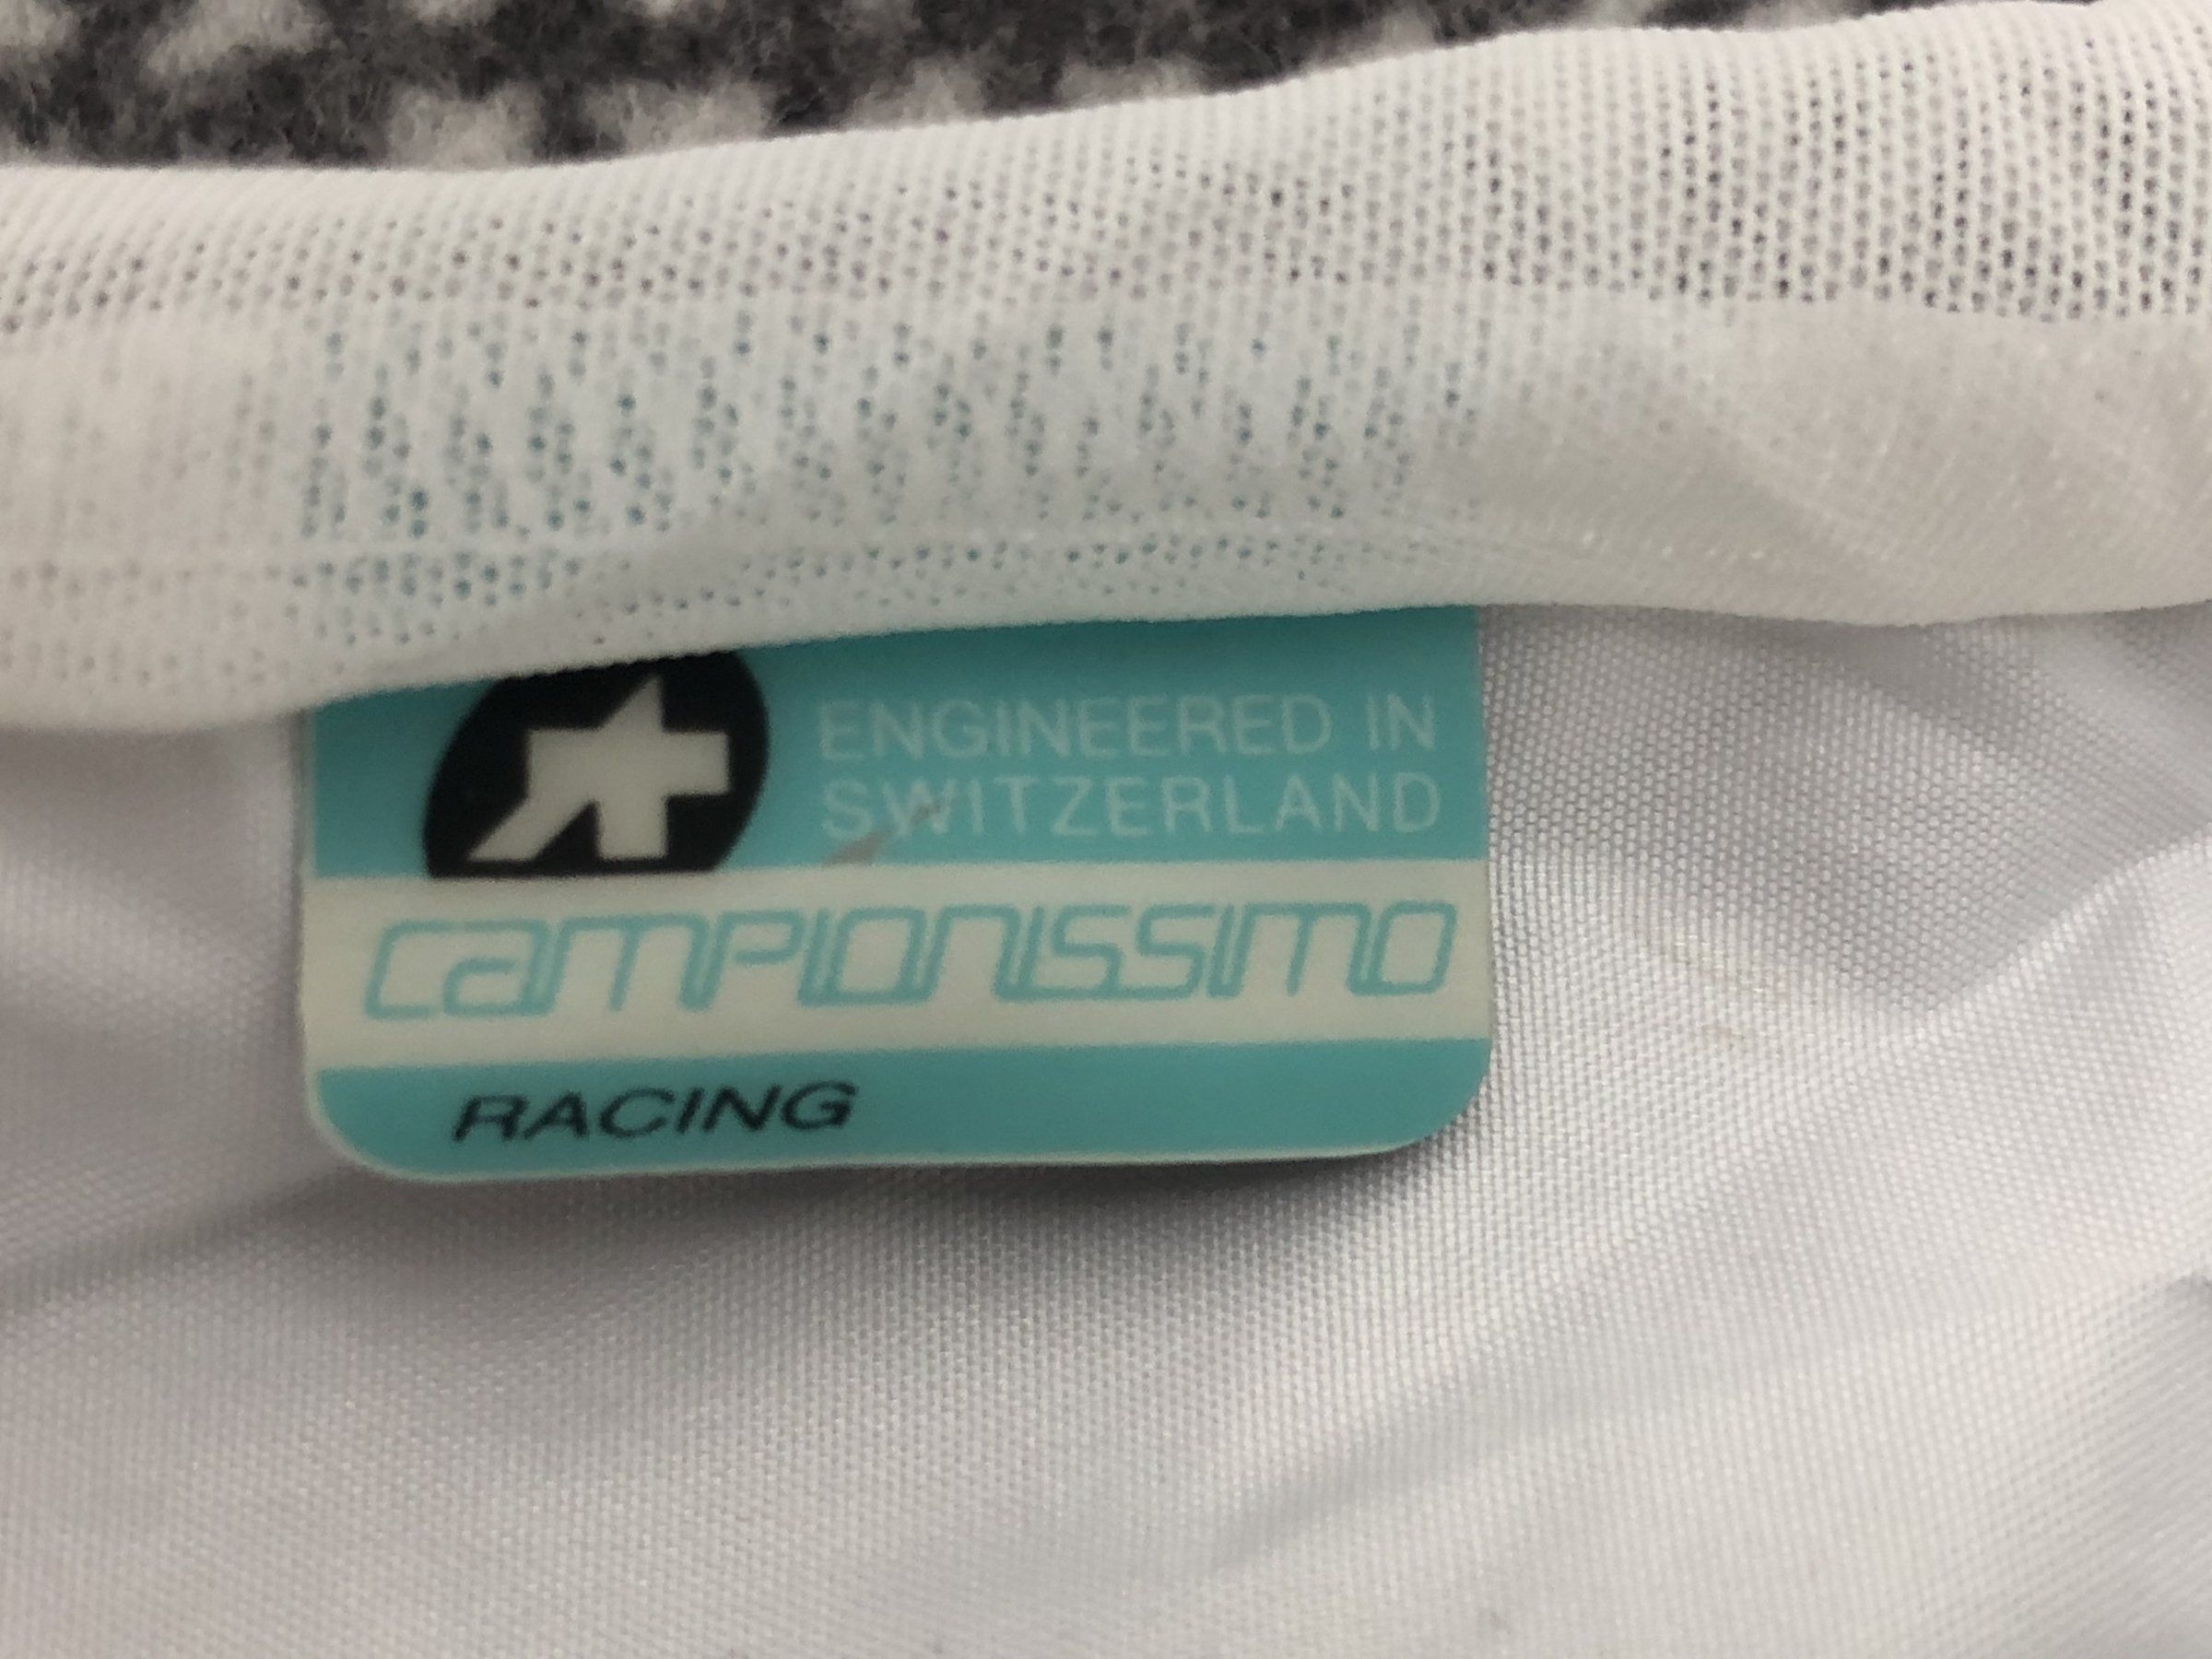 ENGINEERED IN
SWITZERLAND
CAMPIONISSIMO
RACING